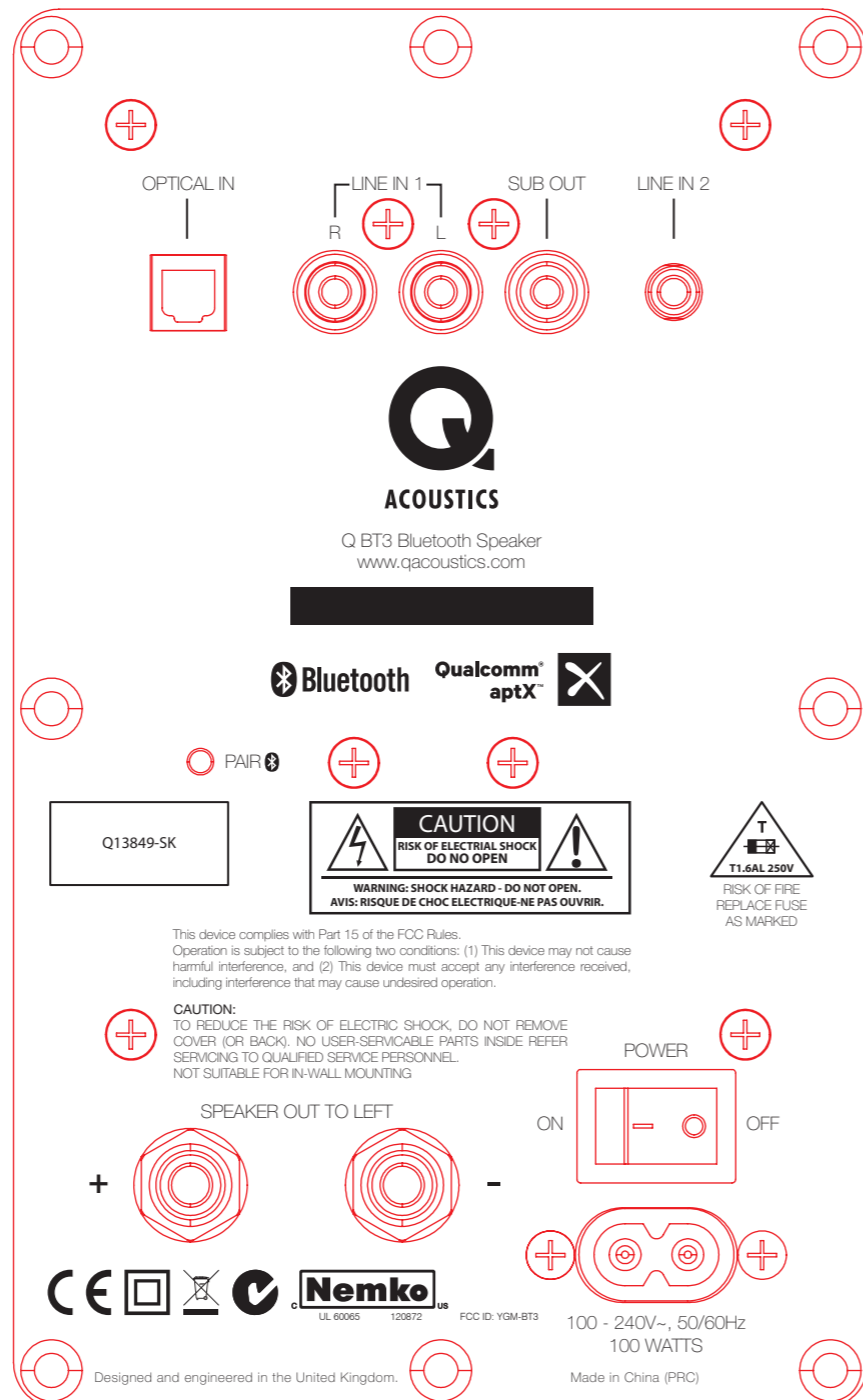 OPTICAL IN
LINE IN 1
SUB OUT
LINE IN 2
R
L
Q
ACOUSTICS
Q BT3 Bluetooth Speaker
www.qacoustics.com
Bluetooth
Qualcomm®
aptX™
PAIR
Q13849-SK
CAUTION
RISK OF ELECTRIAL SHOCK
DO NO OPEN
WARNING: SHOCK HAZARD - DO NOT OPEN.
AVIS: RISQUE DE CHOC ELECTRIQUE-NE PAS OUVRIR.
T
T1.6AL 250V
RISK OF FIRE
REPLACE FUSE
AS MARKED
This device complies with Part 15 of the FCC Rules.
Operation is subject to the following two conditions: (1) This device may not cause
harmful interference, and (2) This device must accept any interference received,
including interference that may cause undesired operation.
CAUTION:
TO REDUCE THE RISK OF ELECTRIC SHOCK, DO NOT REMOVE
COVER (OR BACK). NO USER-SERVICABLE PARTS INSIDE REFER
SERVICING TO QUALIFIED SERVICE PERSONNEL.
NOT SUITABLE FOR IN-WALL MOUNTING
POWER
ON
OFF
SPEAKER OUT TO LEFT
+
-
CE
C Nemko US
UL 60065 120872
FCC ID: YGM-BT3
100 - 240V~, 50/60Hz
100 WATTS
Designed and engineered in the United Kingdom.
Made in China (PRC)